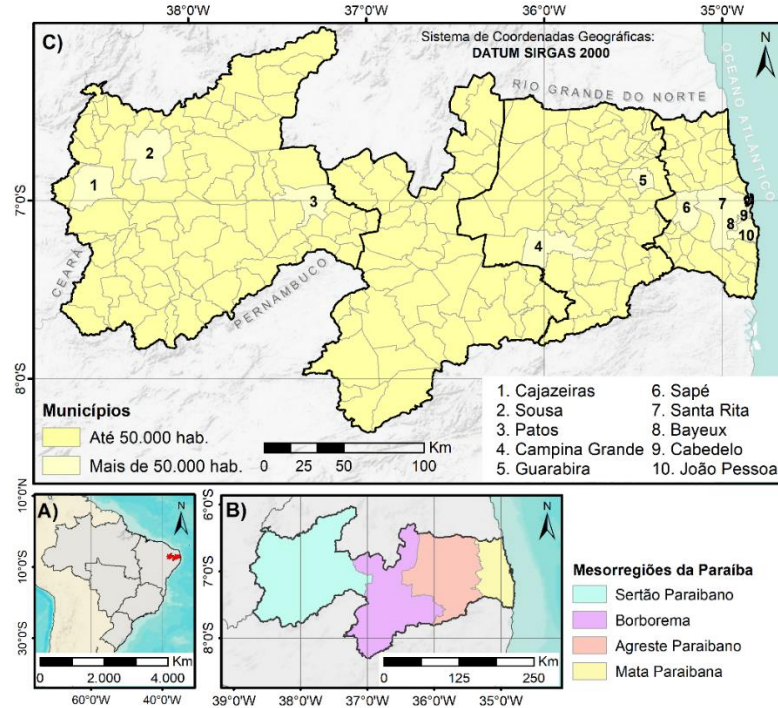 38°0'W 37°0'W 36°0'W 35°0'W
C)
Sistema de Coordenadas Geográficas:
DATUM SIRGAS 2000
N
RIO GRANDE DO NORTE
OCEANO ATLÂNTICO
CEARÁ
PERNAMBUCO
7°0'S
8°0'S
1
2
3
4
5
6
7
8
9
9
10
Municípios
Até 50.000 hab.
Mais de 50.000 hab.
Km
0 25 50 100
1. Cajazeiras 6. Sapé
2. Sousa 7. Santa Rita
3. Patos 8. Bayeux
4. Campina Grande 9. Cabedelo
5. Guarabira 10. João Pessoa
A)
N
10°0'N
10°0'S
30°0'S
Km
0 2.000 4.000
60°0'W 40°0'W
B)
N
6°0'S
7°0'S
8°0'S
Km
0 125 250
39°0'W 38°0'W 37°0'W 36°0'W 35°0'W
Mesorregiões da Paraíba
Sertão Paraibano
Borborema
Agreste Paraibano
Mata Paraibana